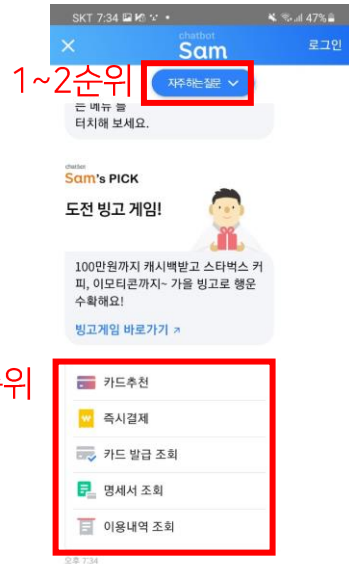 SKT 7:34
47%
chatbot
Sam
로그인
1~2순위
자주하는질문
는 메뉴 를
터치해 보세요.
chatbot
Sam's PICK
도전 빙고 게임!
100만원까지 캐시백받고 스타벅스 커
피, 이모티콘까지~ 가을 빙고로 행운
수확해요!
빙고게임 바로가기
위
카드추천
즉시결제
카드 발급 조회
명세서 조회
이용내역 조회
오후 7:34